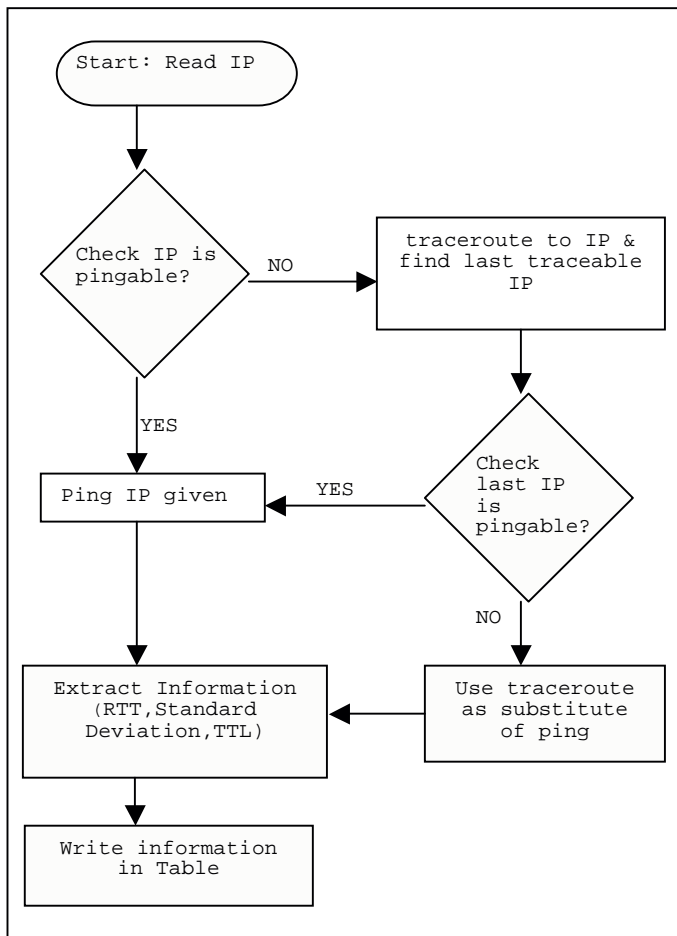 Start: Read IP
Check IP is
pingable?
NO
traceroute to IP &
find last traceable
IP
YES
Check
last IP
is
pingable?
YES
Ping IP given
NO
Use traceroute
as substitute
of ping
Extract Information
(RTT,Standard
Deviation,TTL)
Write information
in Table